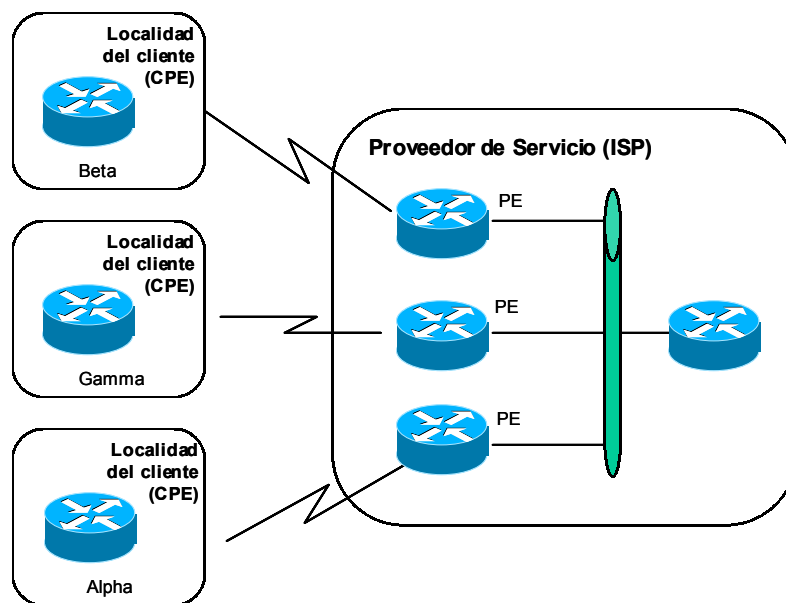 Localidad
del cliente
(CPE)
Beta
Localidad
del cliente
(CPE)
Gamma
Localidad
del cliente
(CPE)
Alpha
Proveedor de Servicio (ISP)
PE
PE
PE